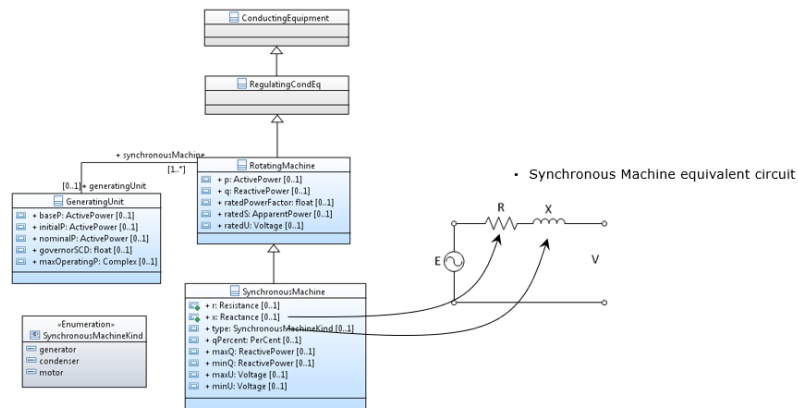 ConductingEquipment
RegulatingCondEq
+ synchronousMachine
[1..*]
[0..1]+ generatingUnit
RotatingMachine
+ p: ActivePower [0..1]
+ q: ReactivePower [0..1]
+ ratedPowerFactor: float [0..1]
+ ratedS: ApparentPower [0..1]
+ ratedU: Voltage [0..1]
GeneratingUnit
+ baseP: ActivePower [0..1]
+ initialP: ActivePower [0..1]
+ nominalP: ActivePower [0..1]
+ governorSCD: float [0..1]
+ maxOperatingP: Complex [0..1]
SynchronousMachine
+ r: Resistance [0..1]
+ x: Reactance [0..1]
+ type: SynchronousMachineKind [0..1]
+ qPercent: PerCent [0..1]
+ maxQ: ReactivePower [0..1]
+ minQ: ReactivePower [0..1]
+ maxU: Voltage [0..1]
+ minU: Voltage [0..1]
«Enumeration»
SynchronousMachineKind
generator
condenser
motor
• Synchronous Machine equivalent circuit
R
X
E
V